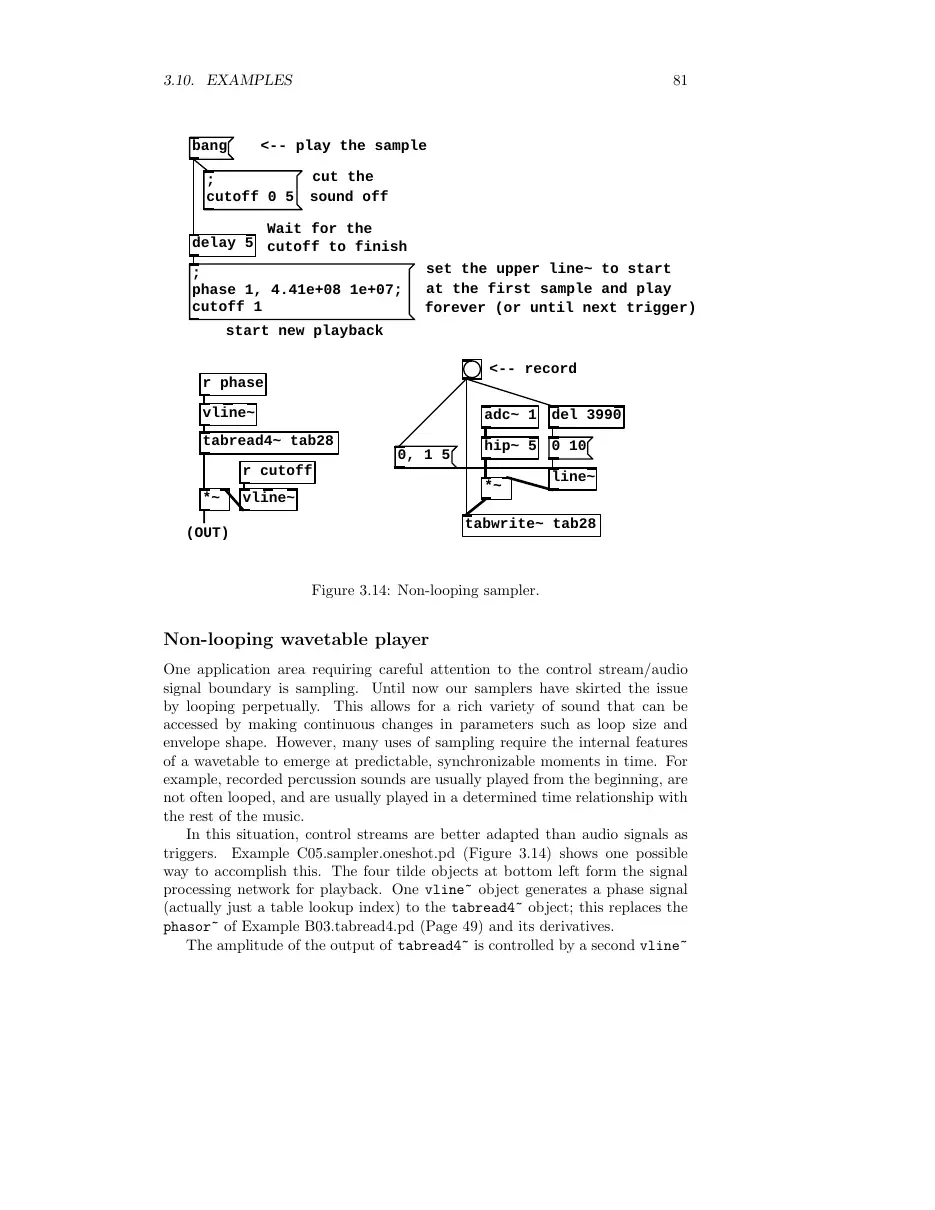 3.10. EXAMPLES 81
bang <-- play the sample
;
cutoff 0 5
cut the
sound off
delay 5
Wait for the
cutoff to finish
;
phase 1, 4.41e+08 1e+07;
cutoff 1
set the upper line~ to start
at the first sample and play
forever (or until next trigger)
start new playback
r phase
vline~
tabread4~ tab28
r cutoff
*~ vline~
(OUT)
<-- record
adc~ 1 del 3990
0, 1 5 hip~ 5 0 10
*~ line~
tabwrite~ tab28
Figure 3.14: Non-looping sampler.
Non-looping wavetable player
One application area requiring careful attention to the control stream/audio
signal boundary is sampling. Until now our samplers have skirted the issue
by looping perpetually. This allows for a rich variety of sound that can be
accessed by making continuous changes in parameters such as loop size and
envelope shape. However, many uses of sampling require the internal features
of a wavetable to emerge at predictable, synchronizable moments in time. For
example, recorded percussion sounds are usually played from the beginning, are
not often looped, and are usually played in a determined time relationship with
the rest of the music.
In this situation, control streams are better adapted than audio signals as
triggers. Example C05.sampler.oneshot.pd (Figure 3.14) shows one possible
way to accomplish this. The four tilde objects at bottom left form the signal
processing network for playback. One vline~ object generates a phase signal
(actually just a table lookup index) to the tabread4~ object; this replaces the
phasor~ of Example B03.tabread4.pd (Page 49) and its derivatives.
The amplitude of the output of tabread4~ is controlled by a second vline~